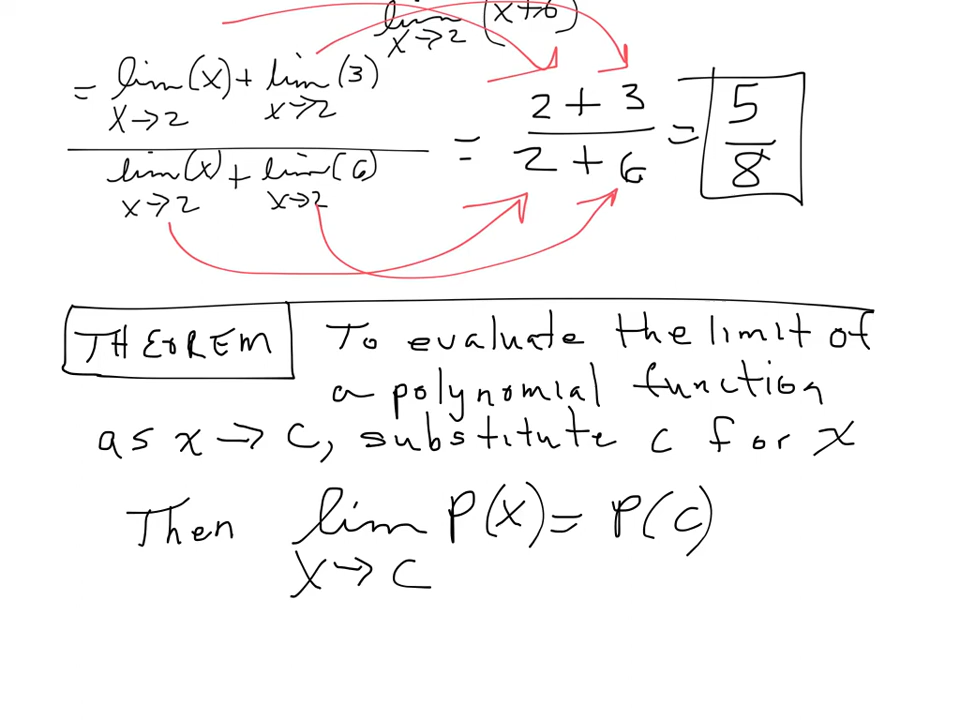 lim (x+6)
x→2
= lim (x) + lim (3)
x→2 x→2
lim (x) + lim (6)
x→2 x→2
= 2 + 3
2 + 6
= 5
8
THEOREM To evaluate the limit of
a polynomial function
as x → c, substitute c for x
Then lim P(x) = P(c)
x → c